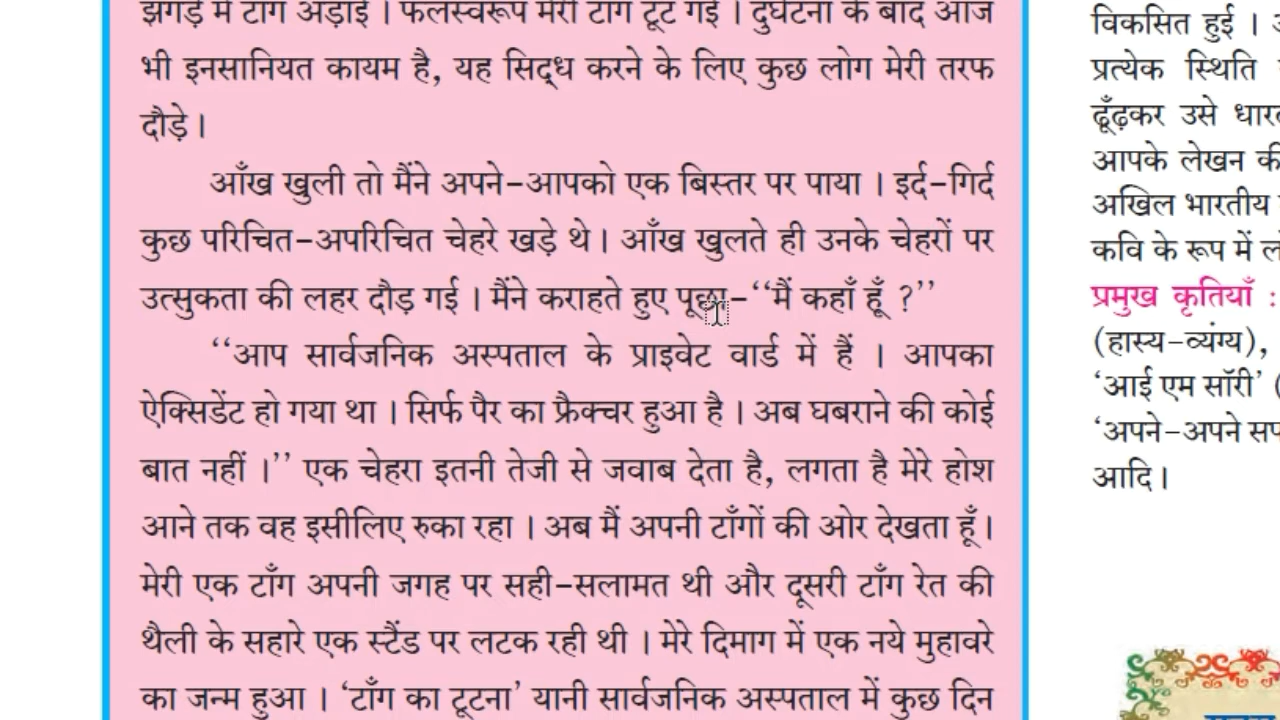 झगड़े में टाँग अड़ाई । फलस्वरूप मेरी टाँग टूट गई । दुर्घटना के बाद आज
भी इनसानियत कायम है, यह सिद्ध करने के लिए कुछ लोग मेरी तरफ
दौड़े ।
आँख खुली तो मैंने अपने-आपको एक बिस्तर पर पाया । इर्द-गिर्द
कुछ परिचित-अपरिचित चेहरे खड़े थे । आँख खुलते ही उनके चेहरों पर
उत्सुकता की लहर दौड़ गई । मैंने कराहते हुए पूछा-‘‘मैं कहाँ हूँ ?’’
‘‘आप सार्वजनिक अस्पताल के प्राइवेट वार्ड में हैं । आपका
ऐक्सिडेंट हो गया था । सिर्फ पैर का फ्रैक्चर हुआ है । अब घबराने की कोई
बात नहीं ।’’ एक चेहरा इतनी तेजी से जवाब देता है, लगता है मेरे होश
आने तक वह इसीलिए रुका रहा । अब मैं अपनी टाँगों की ओर देखता हूँ ।
मेरी एक टाँग अपनी जगह पर सही-सलामत थी और दूसरी टाँग रेत की
थैली के सहारे एक स्टैंड पर लटक रही थी । मेरे दिमाग में एक नये मुहावरे
का जन्म हुआ । ‘टाँग का टूटना’ यानी सार्वजनिक अस्पताल में कुछ दिन
विकसित हुई ।
प्रत्येक स्थिति
ढूँढ़कर उसे
आपके लेखन की
अखिल भारतीय
कवि के रूप में
प्रमुख कृतियाँ :
(हास्य-व्यंग्य),
‘आई एम सॉरी’ (
‘अपने-अपने
आदि ।